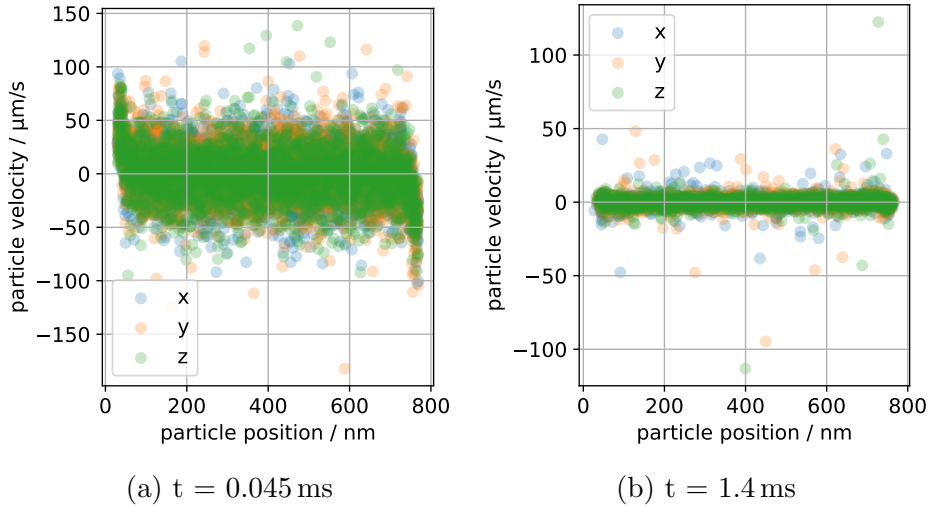 150
100
50
0
−50
−100
−150
particle velocity / µm/s
x
y
z
0 200 400 600 800
particle position / nm
(a) t = 0.045 ms
100
50
0
−50
−100
particle velocity / µm/s
x
y
z
0 200 400 600 800
particle position / nm
(b) t = 1.4 ms